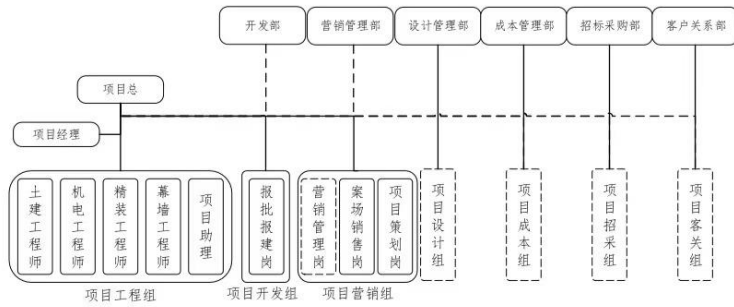 开发部
营销管理部
设计管理部
成本管理部
招标采购部
客户关系部
项目总
项目经理
土建工程师
机电工程师
精装工程师
幕墙工程师
项目助理
报批报建岗
营销管理岗
案场销售岗
项目策划岗
项目设计组
项目成本组
项目招采组
项目客关组
项目工程组
项目开发组
项目营销组